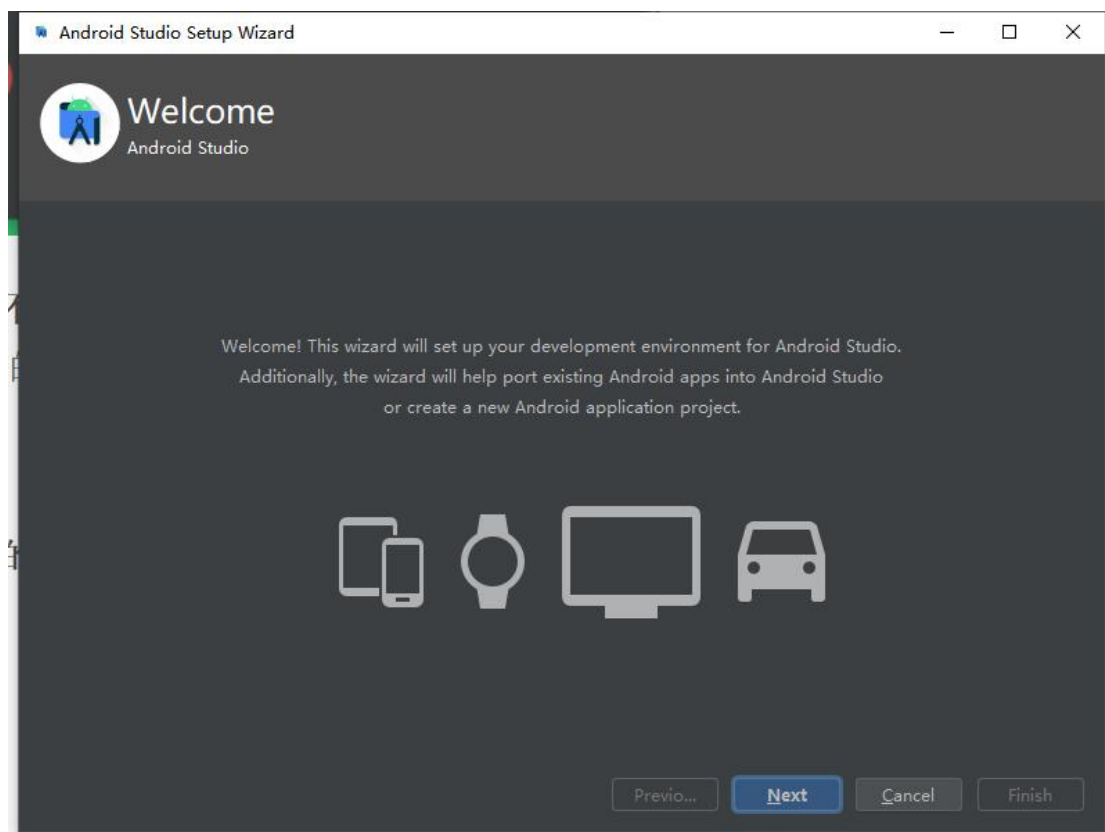 Android Studio Setup Wizard
Welcome
Android Studio
Welcome! This wizard will set up your development environment for Android Studio.
Additionally, the wizard will help port existing Android apps into Android Studio
or create a new Android application project.
Previo...
Next
Cancel
Finish